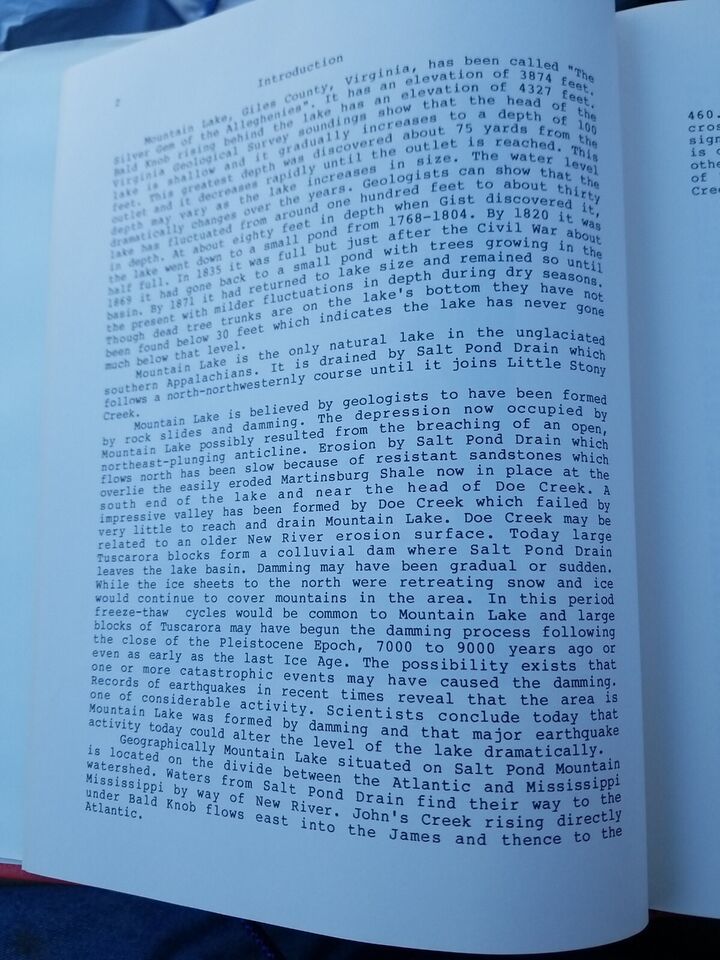 Introduction
2
Mountain Lake, Giles County, Virginia, has been called "The
Silver Gem of the Alleghenies". It has an elevation of 3874 feet.
Bald Knob rising behind the lake has an elevation of 4327 feet.
Virginia Geological Survey soundings show that the head of the
lake is shallow and it gradually increases to a depth of 100
feet. This greatest depth was discovered about 75 yards from the
outlet and it decreases rapidly until the outlet is reached. This
depth may vary as the lake increases in size. The water level
dramatically changes over the years. Geologists can show that the
lake has fluctuated from around one hundred feet to about thirty
in depth. At about eighty feet in depth when Gist discovered it,
the lake went down to a small pond from 1768-1804. By 1820 it was
half full. In 1835 it was full but just after the Civil War about
1869 it had gone back to a small pond with trees growing in the
basin. By 1871 it had returned to lake size and remained so until
the present with milder fluctuations in depth during dry seasons.
Though dead tree trunks are on the lake's bottom they have not
been found below 30 feet which indicates the lake has never gone
much below that level.
Mountain Lake is the only natural lake in the unglaciated
southern Appalachians. It is drained by Salt Pond Drain which
follows a north-northwesternly course until it joins Little Stony
Creek.
Mountain Lake is believed by geologists to have been formed
by rock slides and damming. The depression now occupied by
Mountain Lake possibly resulted from the breaching of an open,
northeast-plunging anticline. Erosion by Salt Pond Drain which
flows north has been slow because of resistant sandstones which
overlie the easily eroded Martinsburg Shale now in place at the
south end of the lake and near the head of Doe Creek. A
impressive valley has been formed by Doe Creek which failed by
very little to reach and drain Mountain Lake. Doe Creek may be
related to an older New River erosion surface. Today large
Tuscarora blocks form a colluvial dam where Salt Pond Drain
leaves the lake basin. Damming may have been gradual or sudden.
While the ice sheets to the north were retreating snow and ice
would continue to cover mountains in the area. In this period
freeze-thaw cycles would be common to Mountain Lake and large
blocks of Tuscarora may have begun the damming process following
the close of the Pleistocene Epoch, 7000 to 9000 years ago or
even as early as the last Ice Age. The possibility exists that
one or more catastrophic events may have caused the damming.
Records of earthquakes in recent times reveal that the area is
one of considerable activity. Scientists conclude today that
Mountain Lake was formed by damming and that major earthquake
activity today could alter the level of the lake dramatically.
Geographically Mountain Lake situated on Salt Pond Mountain
is located on the divide between the Atlantic and Mississippi
watershed. Waters from Salt Pond Drain find their way to the
Mississippi by way of New River. John's Creek rising directly
under Bald Knob flows east into the James and thence to the
Atlantic.
460.
cros
sign
is c
othe
of
Cree